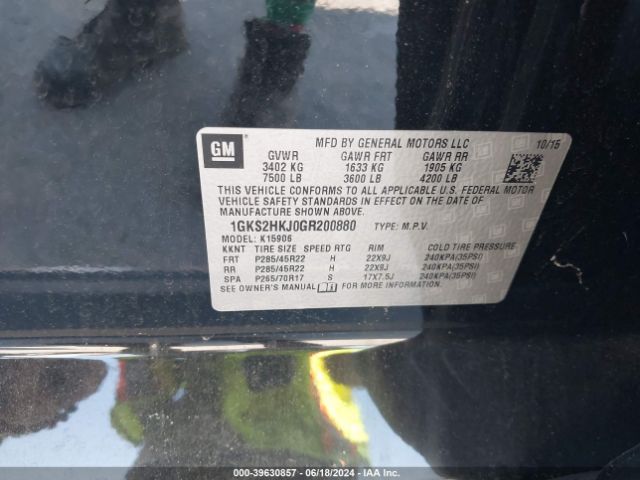 GM
MFD BY GENERAL MOTORS LLC 10/15
GVWR GAWR FRT GAWR RR
3402 KG 1633 KG 1905 KG
7500 LB 3600 LB 4200 LB
THIS VEHICLE CONFORMS TO ALL APPLICABLE U.S. FEDERAL MOTOR
VEHICLE SAFETY STANDARDS IN EFFECT ON THE DATE OF
MANUFACTURE SHOWN ABOVE.
1GKS2HKJ0GR200880 TYPE: M.P.V.
MODEL: K15906
KKNT TIRE SIZE SPEED RTG RIM COLD TIRE PRESSURE
FRT P285/45R22 H 22X9J 240KPA(35PSI)
RR P285/45R22 H 22X9J 240KPA(35PSI)
SPA P265/70R17 S 17X7.5J 240KPA(35PSI)
SEE OWNER'S MANUAL FOR MORE INFORMATION.
000-39630857 - 06/18/2024 - IAA Inc.